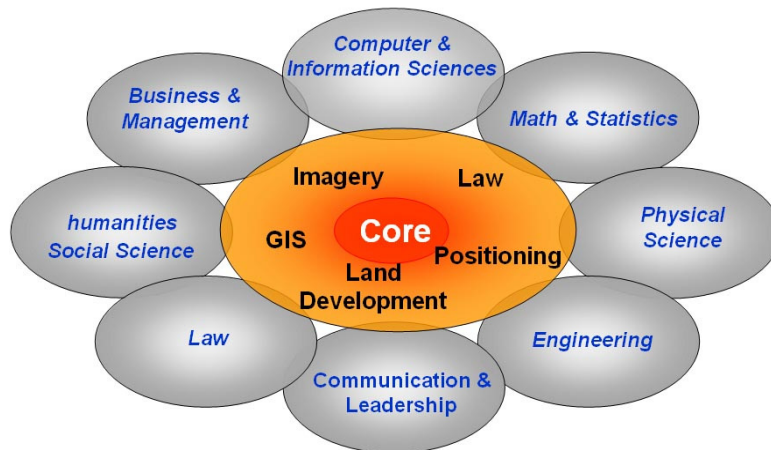 Computer &
Information Sciences
Business &
Management
Math & Statistics
Imagery
Law
humanities
Social Science
GIS
Core
Positioning
Physical
Science
Land
Development
Law
Communication &
Leadership
Engineering